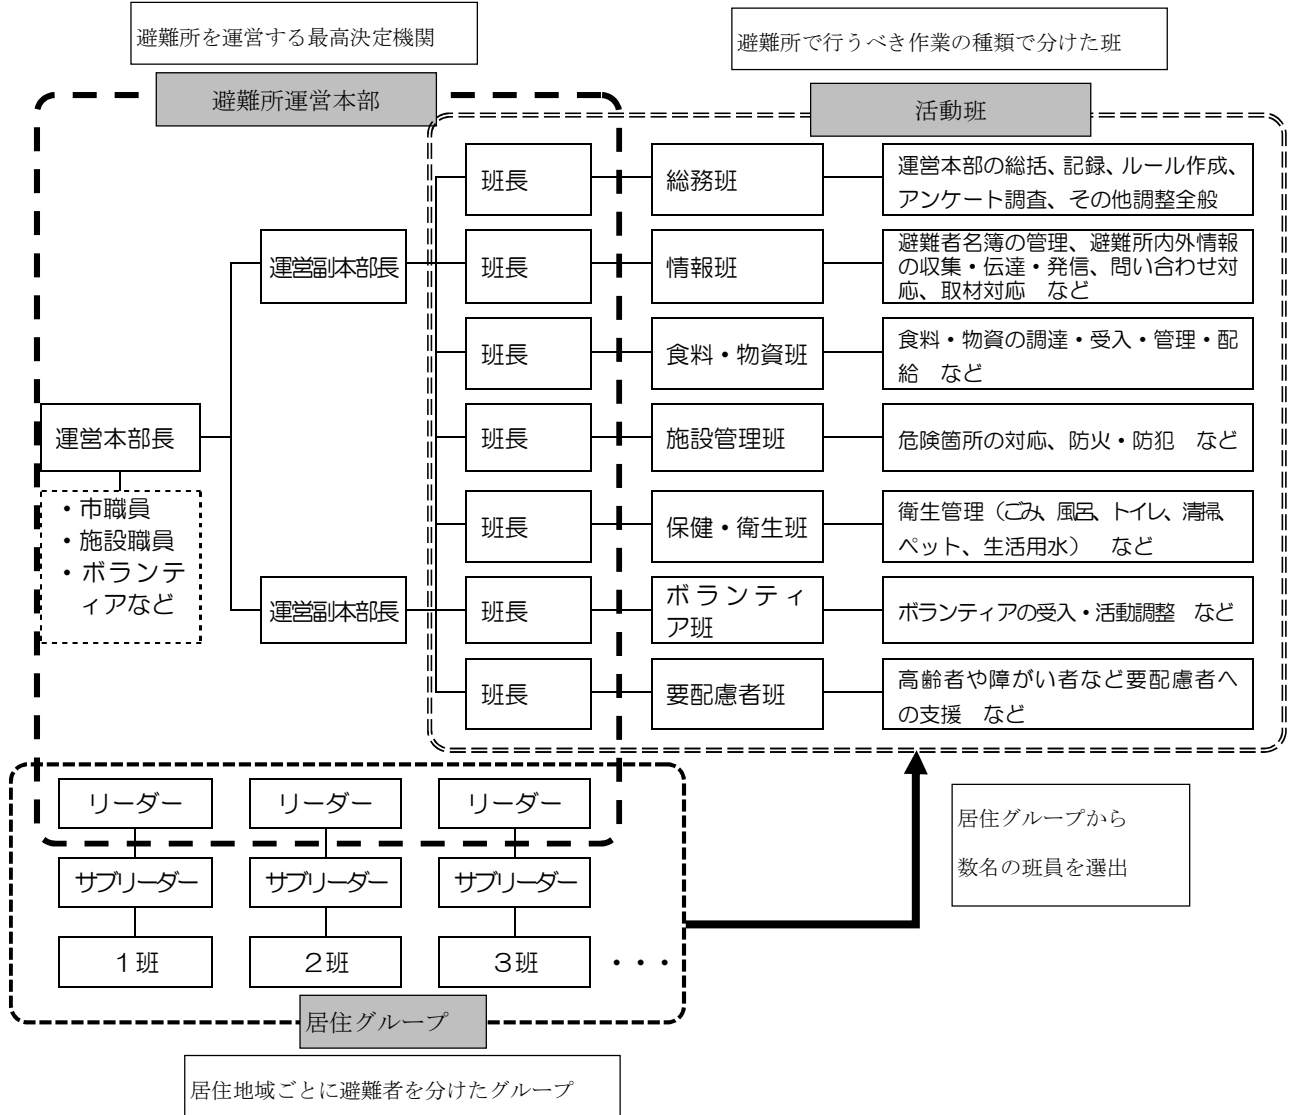 避難所を運営する最高決定機関
避難所で行うべき作業の種類で分けた班
避難所運営本部
活動班
班長
総務班
運営本部の総括、記録、ルール作成、
アンケート調査、その他調整全般
運営副本部長
班長
情報班
避難者名簿の管理、避難所内外情報
の収集・伝達・発信、問い合わせ対
応、取材対応　など
班長
食料・物資班
食料・物資の調達・受入・管理・配
給　など
運営本部長
班長
施設管理班
危険箇所の対応、防火・防犯　など
・市職員
・施設職員
・ボランテ
ィアなど
班長
保健・衛生班
衛生管理（ごみ、風呂、トイレ、清掃、
ペット、生活用水）　など
運営副本部長
班長
ボランティ
ア班
ボランティアの受入・活動調整　など
班長
要配慮者班
高齢者や障がい者など要配慮者へ
の支援　など
リーダー
リーダー
リーダー
居住グループから
数名の班員を選出
サブリーダー
サブリーダー
サブリーダー
１班
２班
３班
・・・
居住グループ
居住地域ごとに避難者を分けたグループ